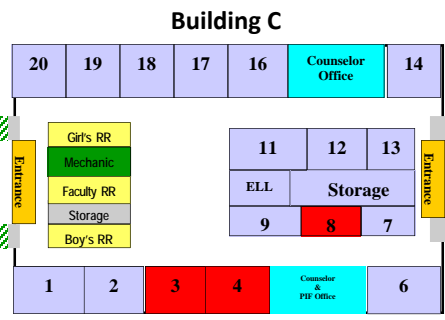 Building C
20 19 18 17 16 Counselor 14
Office
Girl's RR
Mechanic
Faculty RR
Storage
Boy's RR
Entrance
11 12 13
ELL Storage
9 8 7
Entrance
1 2 3 4 Counselor 6
&
PIF Office